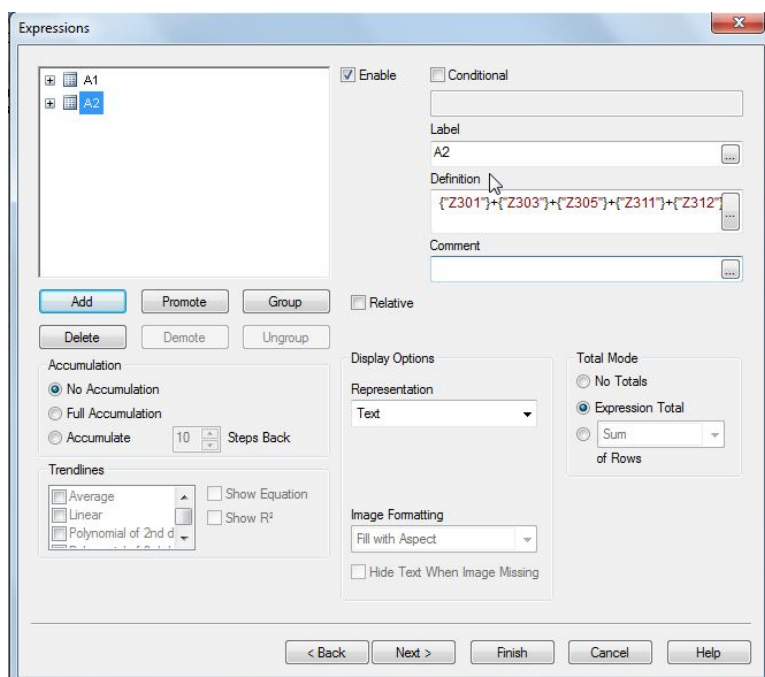 Expressions
A1
A2
Enable
Conditional
Label
A2
...
Definition
{"Z301"}+{"Z303"}+{"Z305"}+{"Z311"}+{"Z312"}
...
Comment
...
Add
Promote
Group
Relative
Delete
Demote
Ungroup
Accumulation
No Accumulation
Full Accumulation
Accumulate
10
Steps Back
Display Options
Representation
Text
Total Mode
No Totals
Expression Total
Sum
of Rows
Trendlines
Average
Linear
Polynomial of 2nd d
Show Equation
Show R²
Image Formatting
Fill with Aspect
Hide Text When Image Missing
< Back
Next >
Finish
Cancel
Help